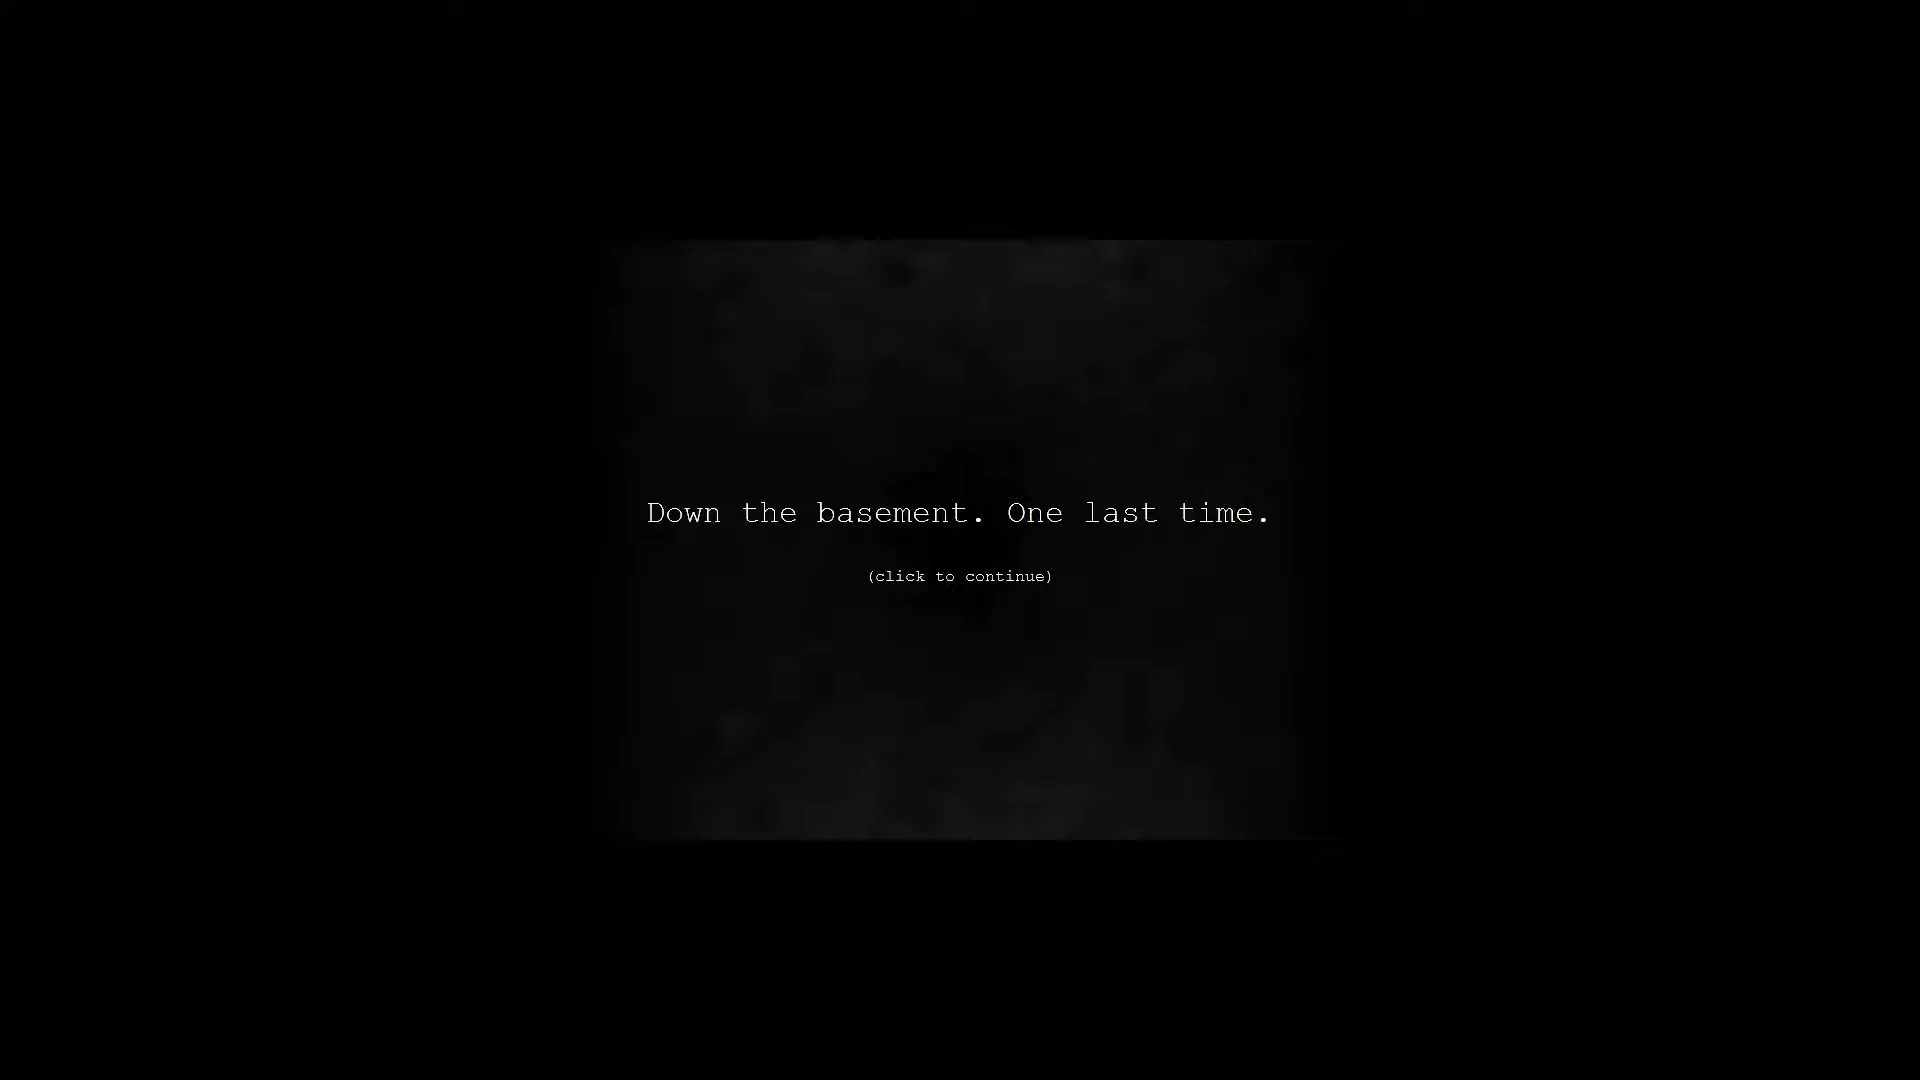 Down the basement. One last time.
(click to continue)